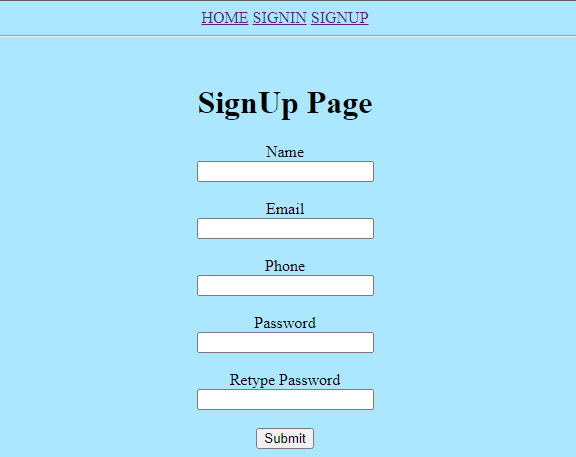 HOME SIGNIN SIGNUP
SignUp Page
Name
Email
Phone
Password
Retype Password
Submit